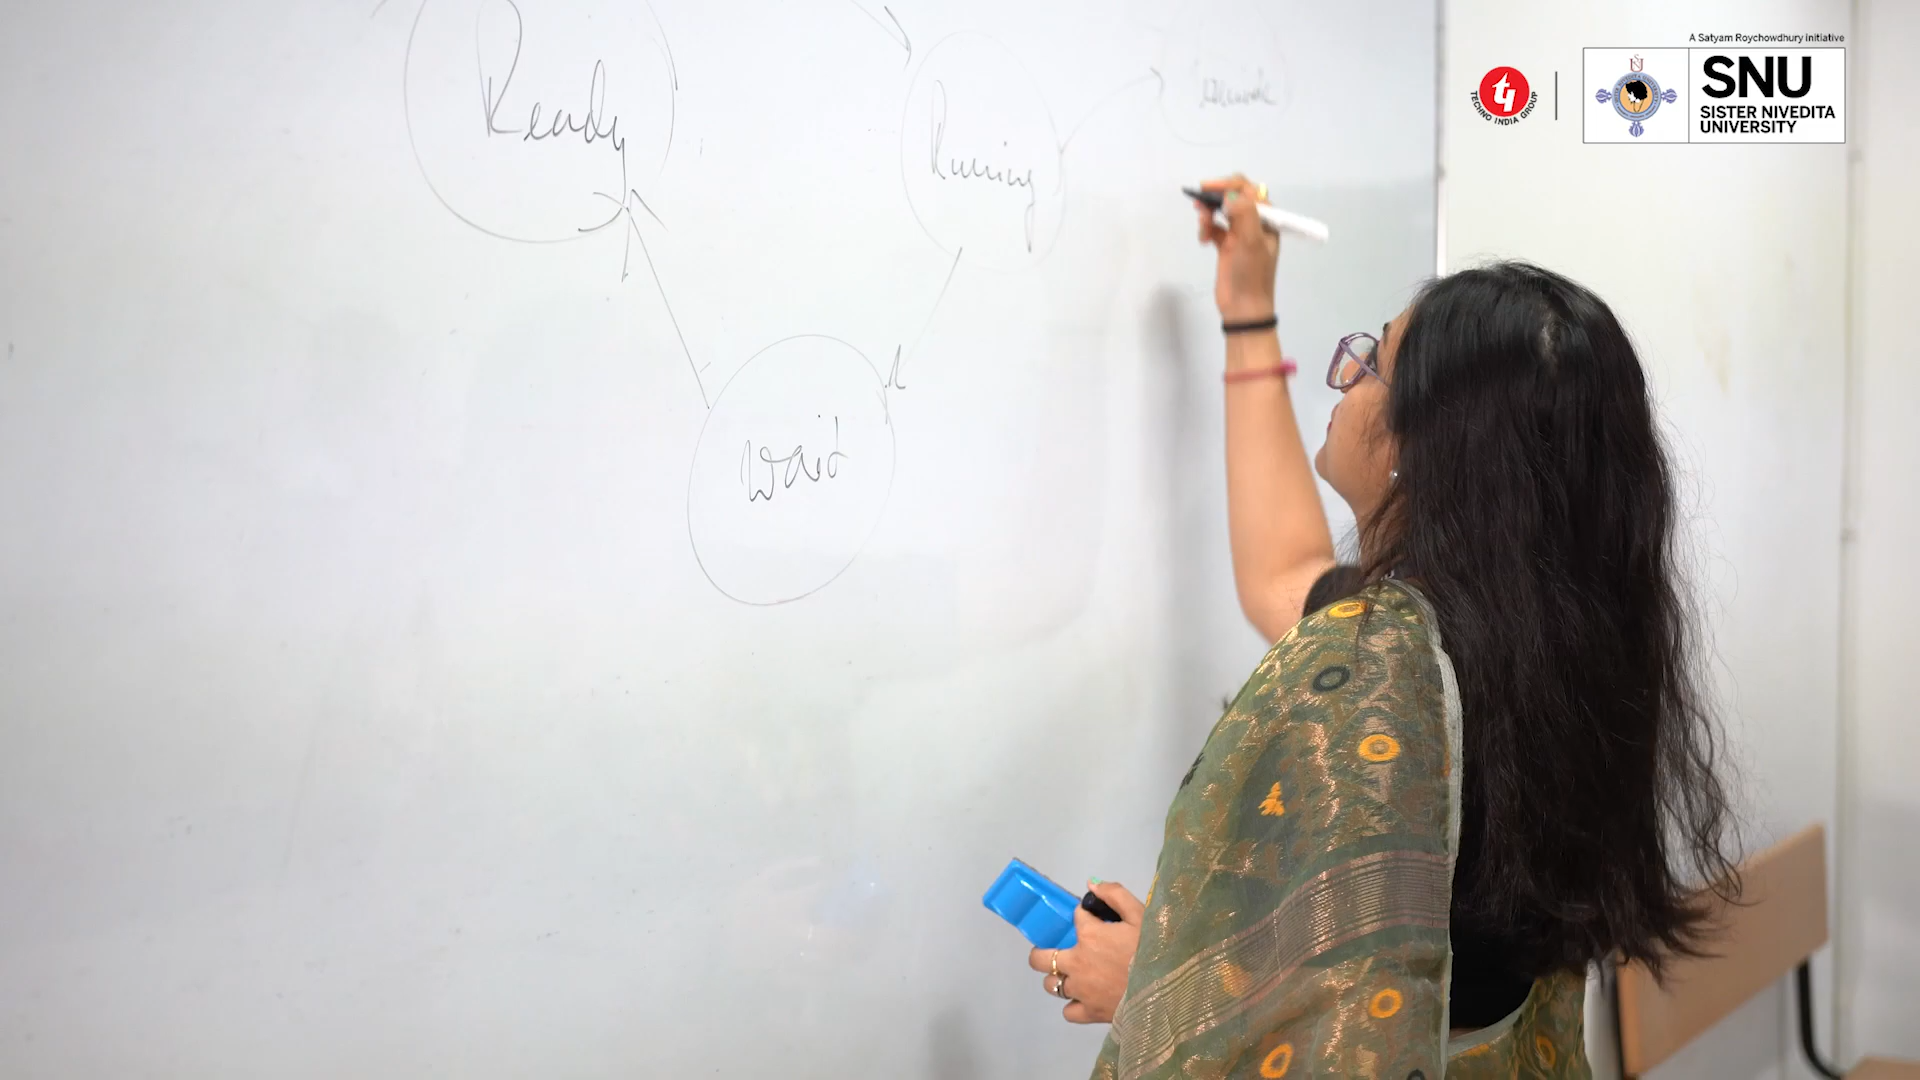 A Satyam Roychowdhury Initiative
TECHNO INDIA GROUP
SNU
SISTER NIVEDITA
UNIVERSITY
Ready
Running
Wait